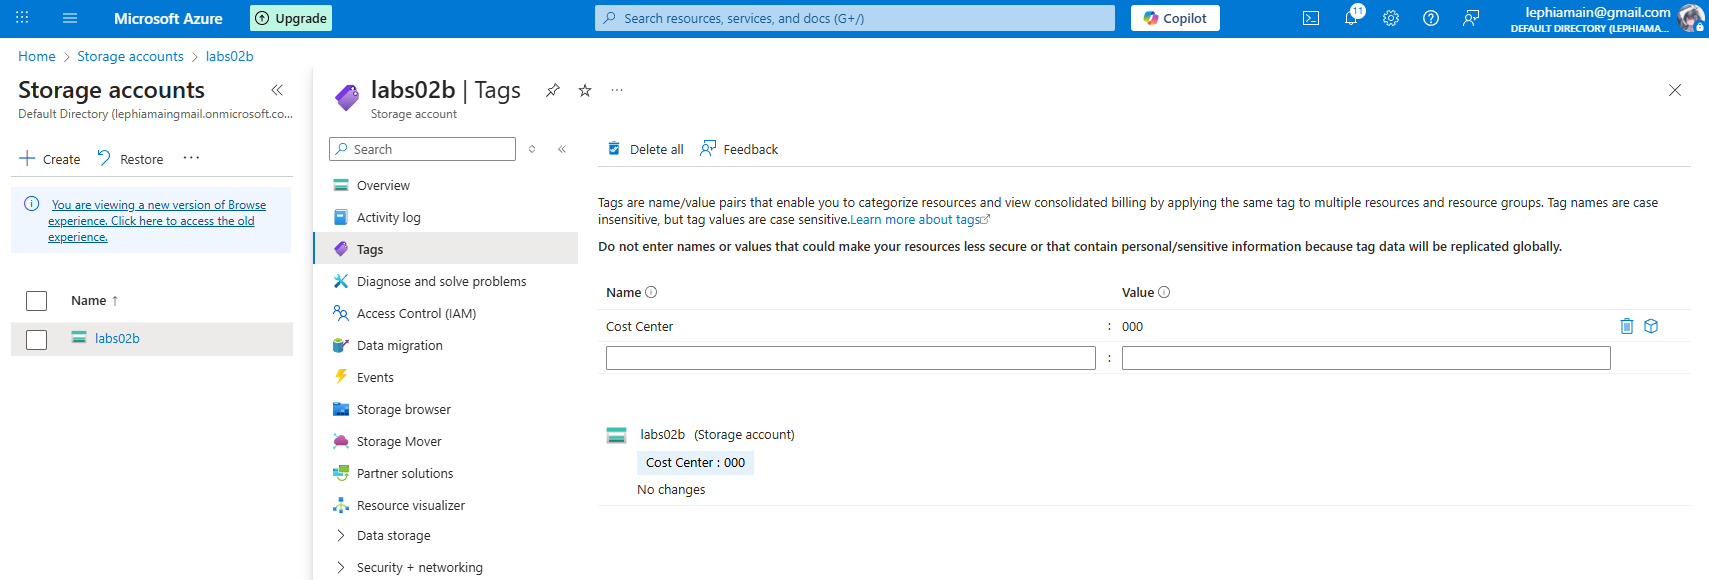 Microsoft Azure
Upgrade
Search resources, services, and docs (G+/)
Copilot
11
lephiamain@gmail.com
DEFAULT DIRECTORY (LEPHIAMA...
Home > Storage accounts > labs02b
Storage accounts
Default Directory (lephiamaingmail.onmicrosoft.co...
Create
Restore
...
You are viewing a new version of Browse
experience. Click here to access the old
experience.
Name ↑
labs02b
labs02b | Tags
...
Storage account
Search
Overview
Activity log
Tags
Diagnose and solve problems
Access Control (IAM)
Data migration
Events
Storage browser
Storage Mover
Partner solutions
Resource visualizer
Data storage
Security + networking
Delete all
Feedback
Tags are name/value pairs that enable you to categorize resources and view consolidated billing by applying the same tag to multiple resources and resource groups. Tag names are case
insensitive, but tag values are case sensitive.Learn more about tags
Do not enter names or values that could make your resources less secure or that contain personal/sensitive information because tag data will be replicated globally.
Name Value
Cost Center : 000
:
labs02b (Storage account)
Cost Center : 000
No changes